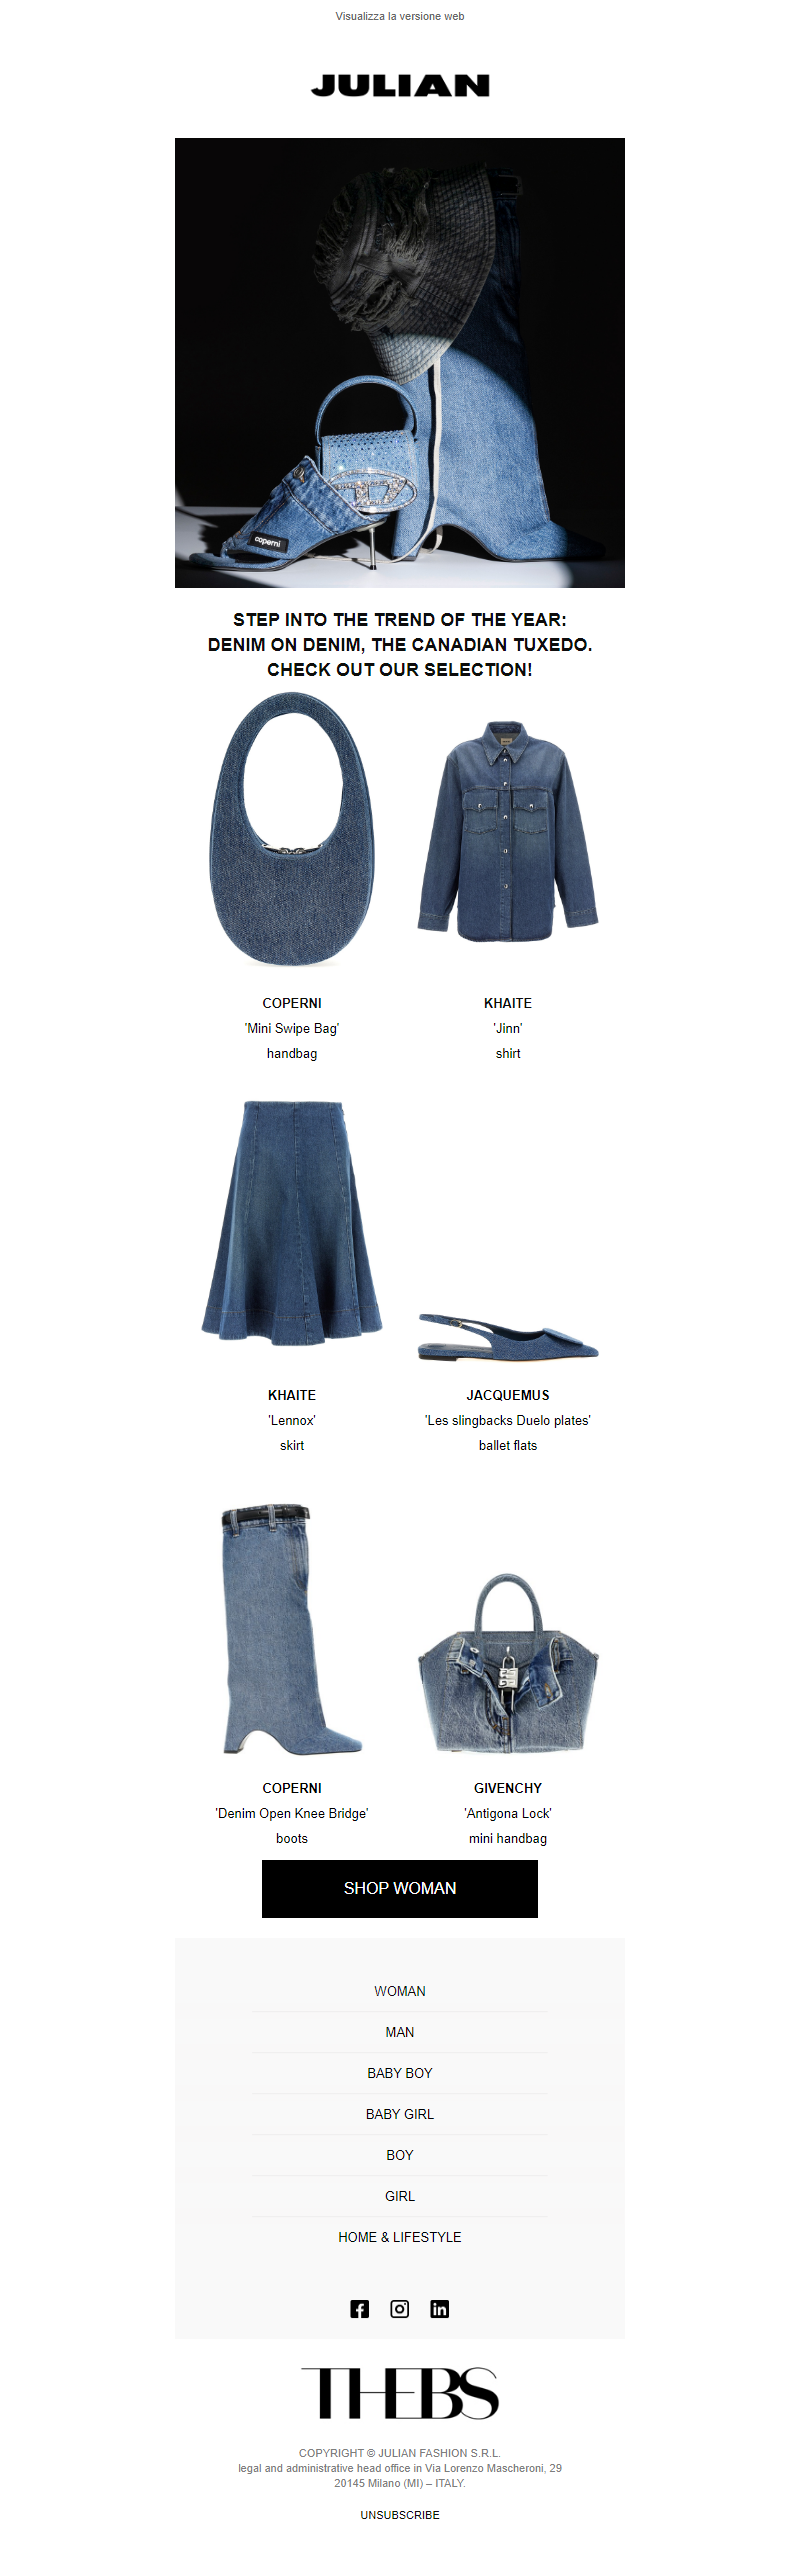 Visualizza la versione web
JULIAN
coperni
STEP INTO THE TREND OF THE YEAR:
DENIM ON DENIM, THE CANADIAN TUXEDO.
CHECK OUT OUR SELECTION!
COPERNI
'Mini Swipe Bag'
handbag
KHAITE
'Jinn'
shirt
KHAITE
'Lennox'
skirt
JACQUEMUS
'Les slingbacks Duelo plates'
ballet flats
COPERNI
'Denim Open Knee Bridge'
boots
GIVENCHY
'Antigona Lock'
mini handbag
SHOP WOMAN
WOMAN
MAN
BABY BOY
BABY GIRL
BOY
GIRL
HOME & LIFESTYLE
THEBS
COPYRIGHT © JULIAN FASHION S.R.L.
legal and administrative head office in Via Lorenzo Mascheroni, 29
20145 Milano (MI) – ITALY.
UNSUBSCRIBE